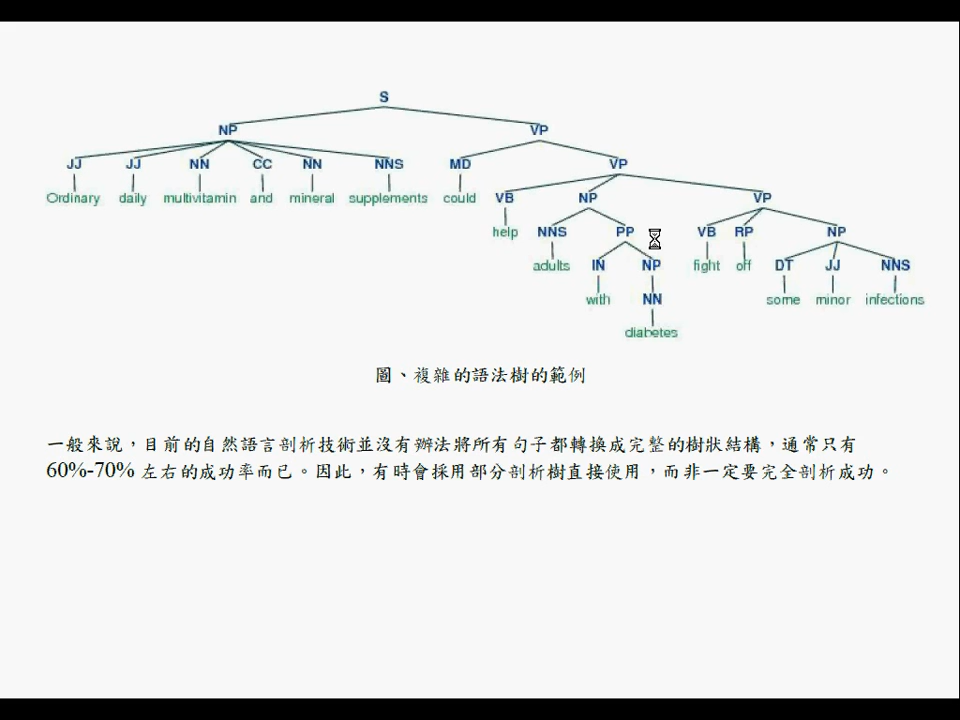 S
NP VP
JJ JJ NN CC NN NNS MD VP
Ordinary daily multivitamin and mineral supplements could VB NP VP
help NNS PP VB RP NP
adults IN NP fight off DT JJ NNS
with NN some minor infections
diabetes
圖、複雜的語法樹的範例
一般來說，目前的自然語言剖析技術並沒有辦法將所有句子都轉換成完整的樹狀結構，通常只有
60%-70% 左右的成功率而已。因此，有時會採用部分剖析樹直接使用，而非一定要完全剖析成功。